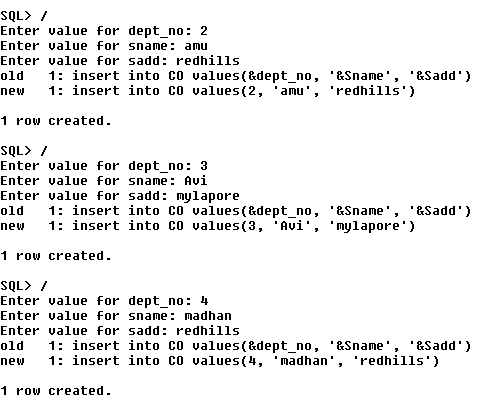 SQL> /
Enter value for dept_no: 2
Enter value for sname: amu
Enter value for sadd: redhills
old   1: insert into CO values(&dept_no, '&Sname', '&Sadd')
new   1: insert into CO values(2, 'amu', 'redhills')
1 row created.
SQL> /
Enter value for dept_no: 3
Enter value for sname: Avi
Enter value for sadd: mylapore
old   1: insert into CO values(&dept_no, '&Sname', '&Sadd')
new   1: insert into CO values(3, 'Avi', 'mylapore')
1 row created.
SQL> /
Enter value for dept_no: 4
Enter value for sname: madhan
Enter value for sadd: redhills
old   1: insert into CO values(&dept_no, '&Sname', '&Sadd')
new   1: insert into CO values(4, 'madhan', 'redhills')
1 row created.